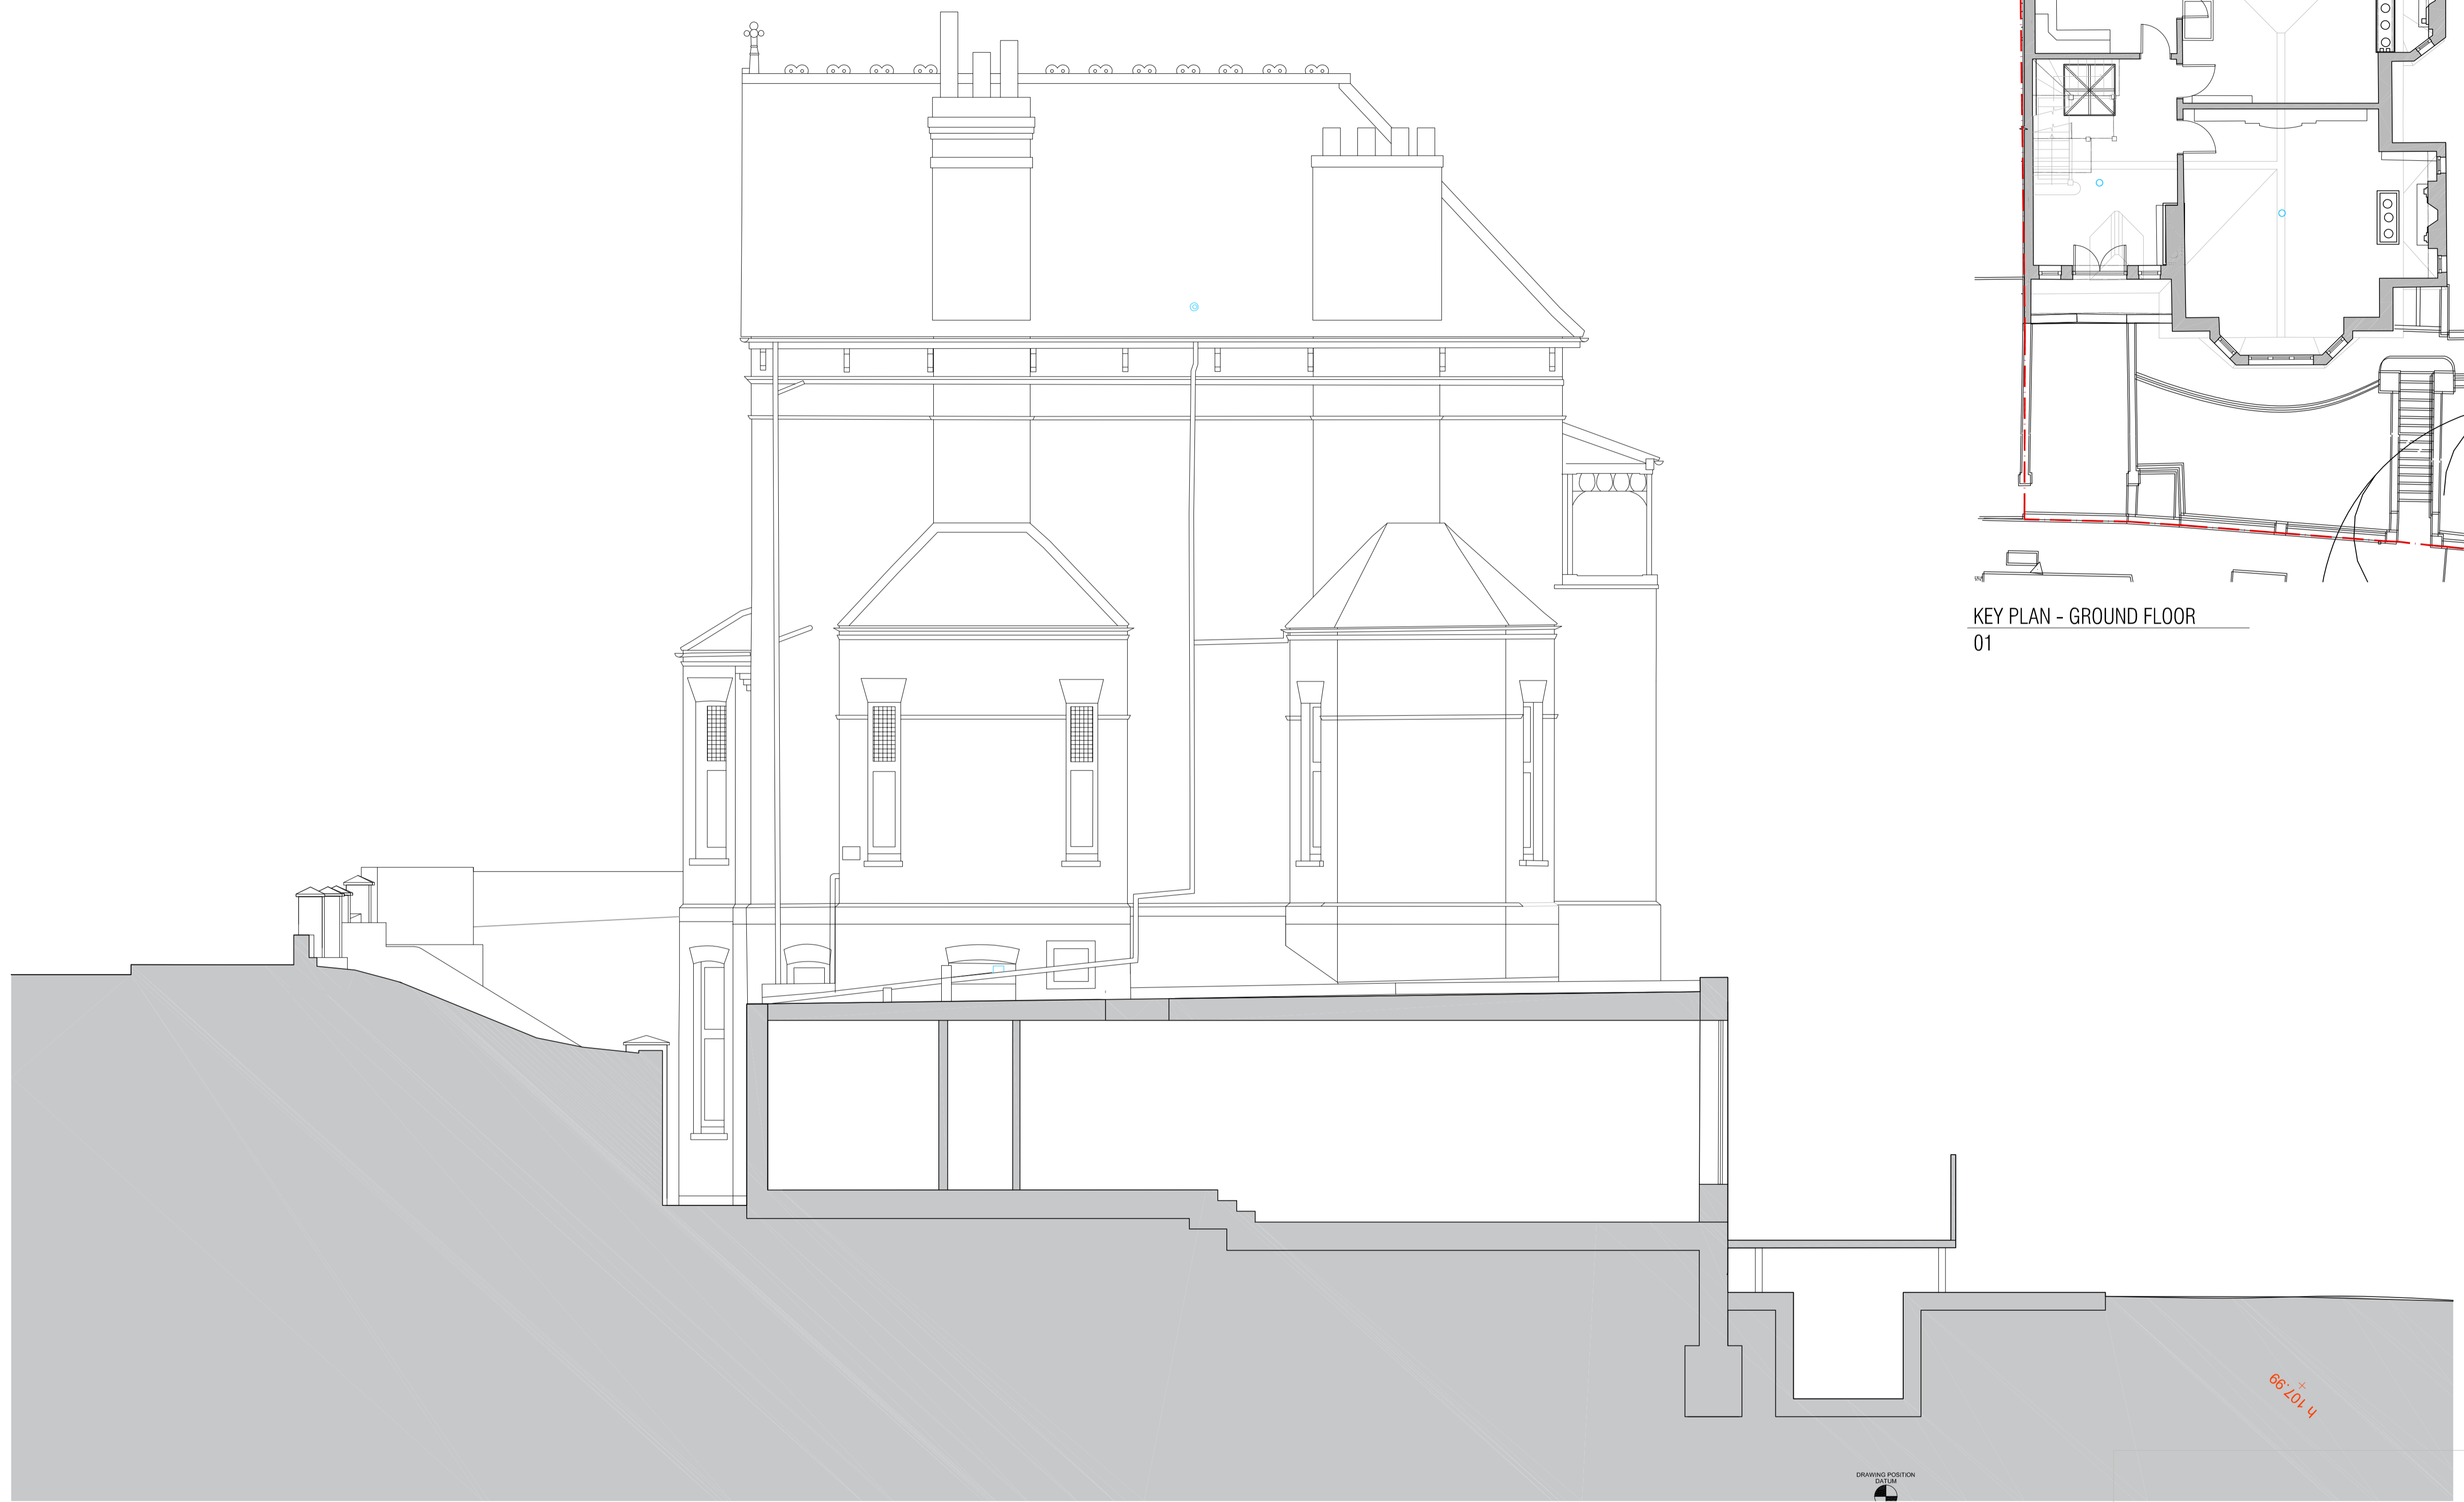 KEY PLAN - GROUND FLOOR
01
h 107.99
DRAWING POSITION
DATUM